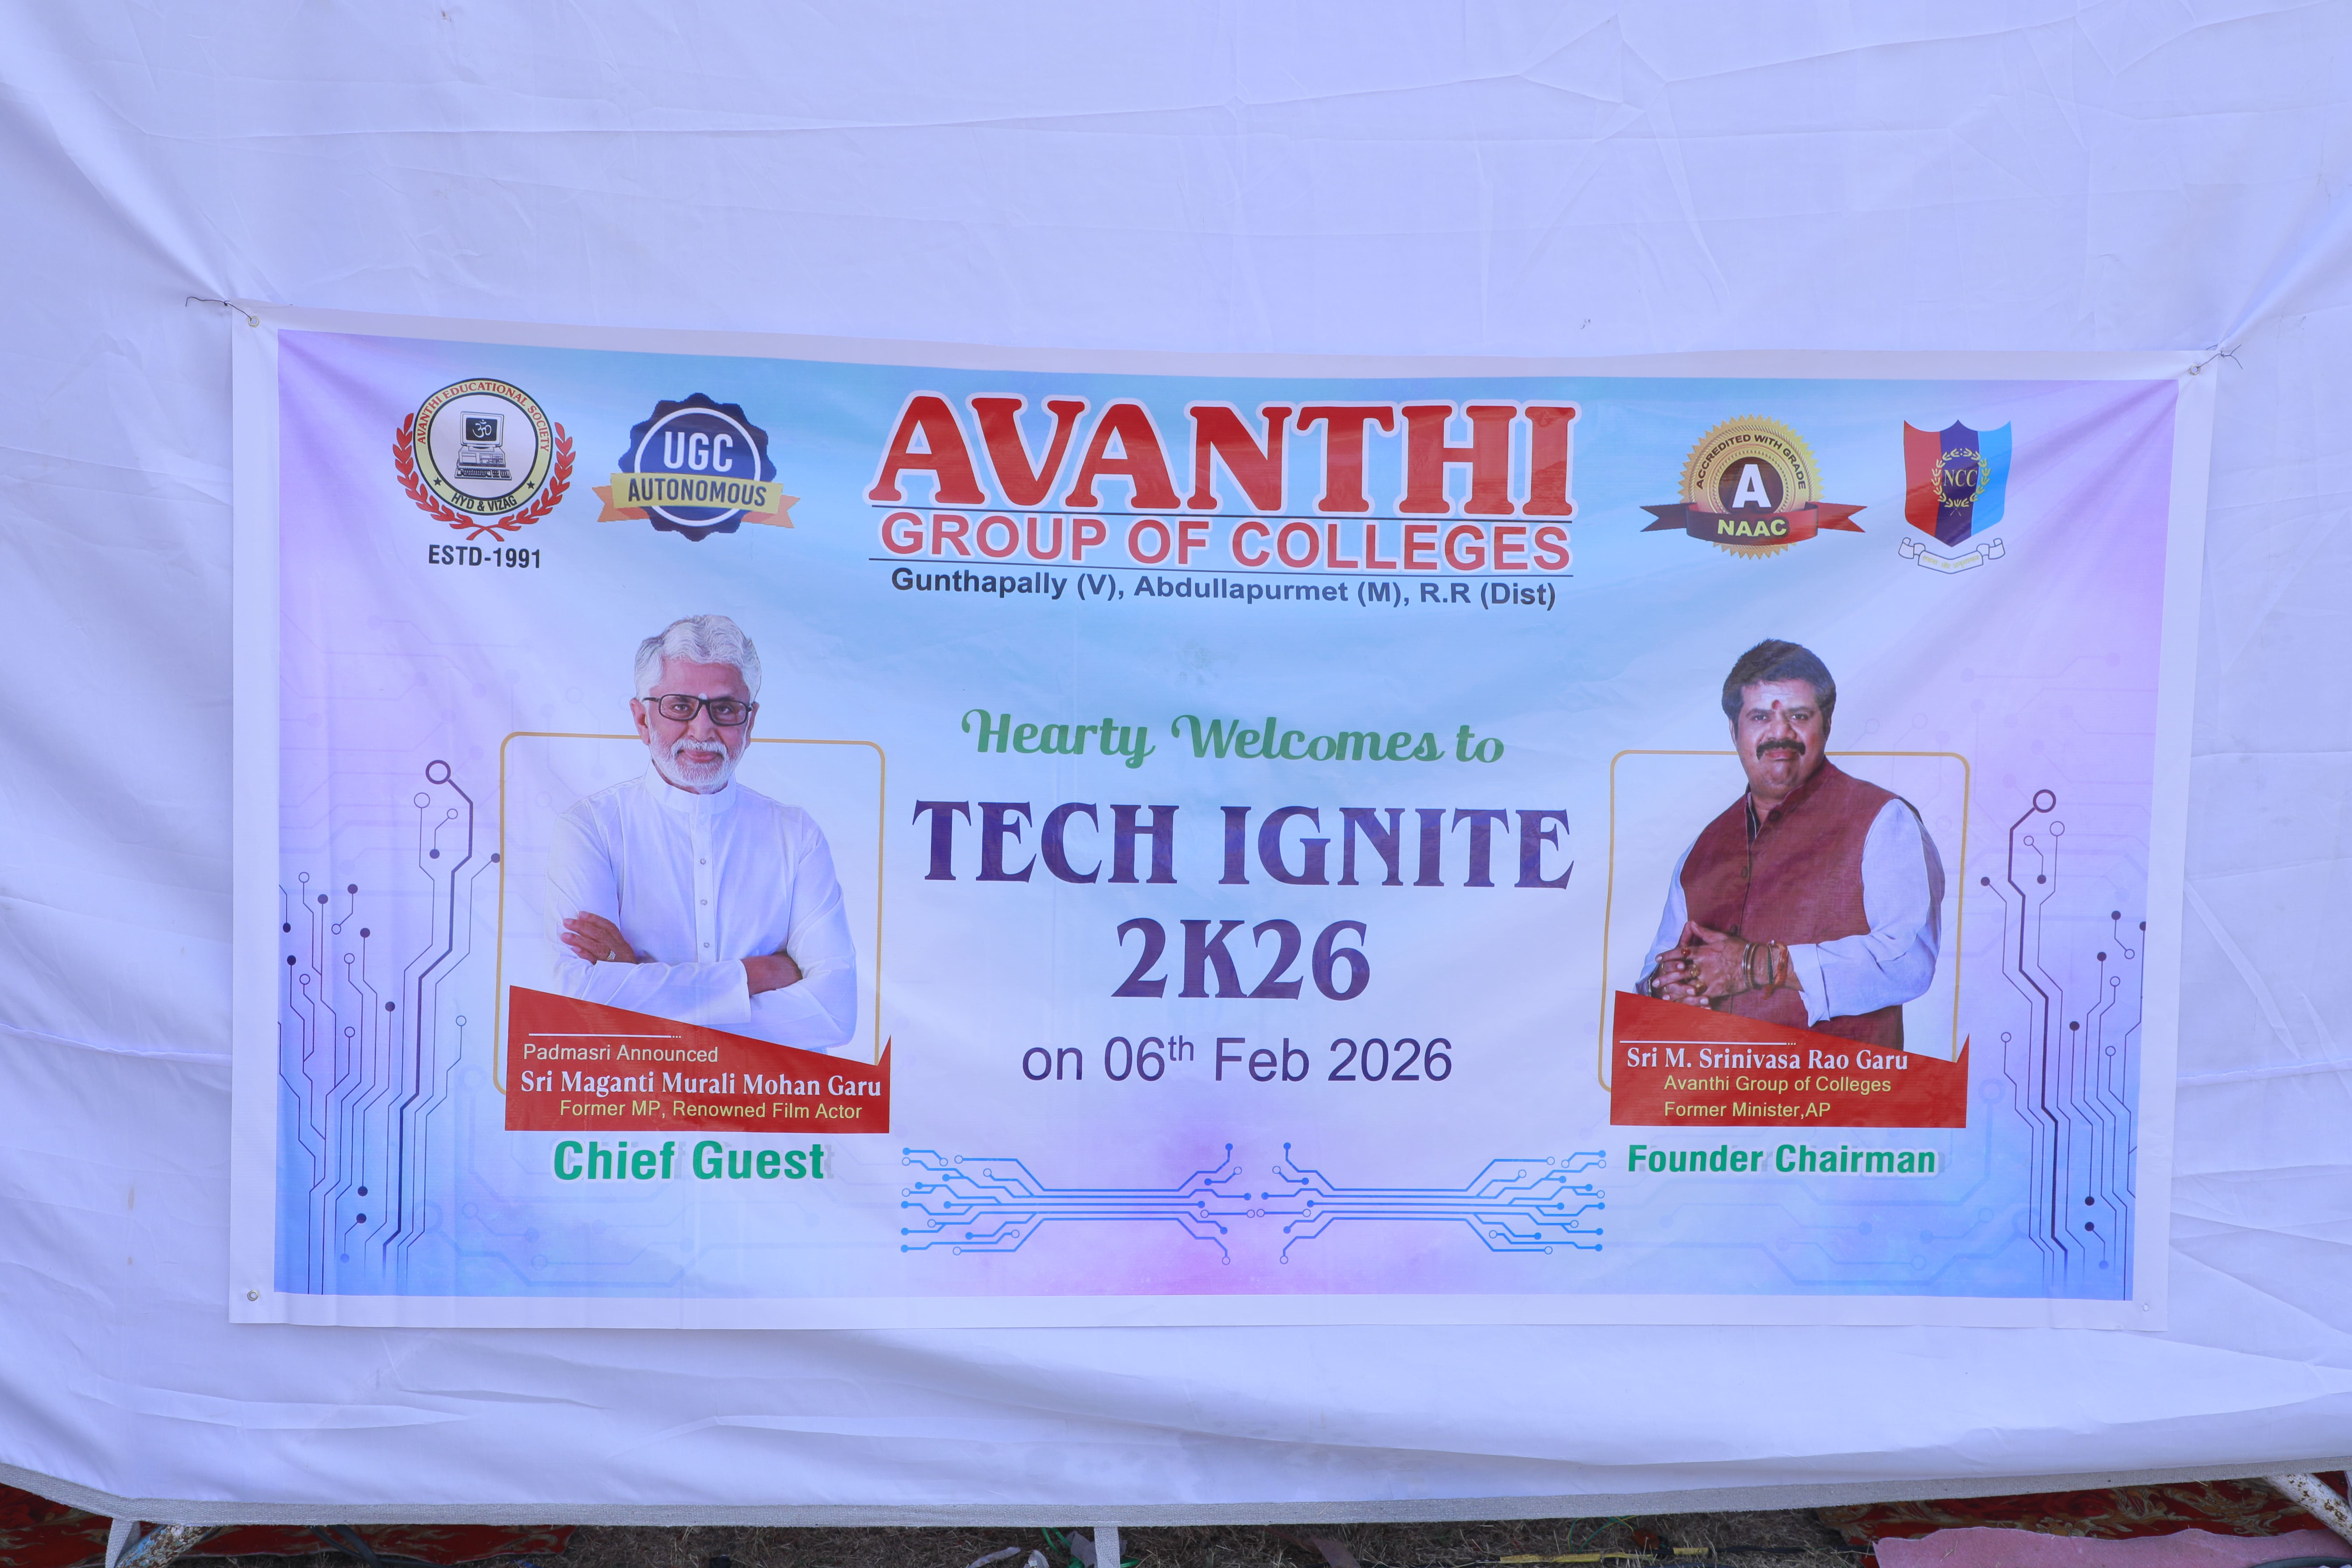 AVANTHI EDUCATIONAL SOCIETY
HYD & VIZAG
ESTD-1991
UGC
AUTONOMOUS
AVANTHI
GROUP OF COLLEGES
Gunthapally (V), Abdullapurmet (M), R.R (Dist)
ACCREDITED WITH GRADE
A
NAAC
NCC
Hearty Welcomes to
TECH IGNITE
2K26
on 06th Feb 2026
Padmasri Announced
Sri Maganti Murali Mohan Garu
Former MP, Renowned Film Actor
Chief Guest
Sri M. Srinivasa Rao Garu
Avanthi Group of Colleges
Former Minister,AP
Founder Chairman